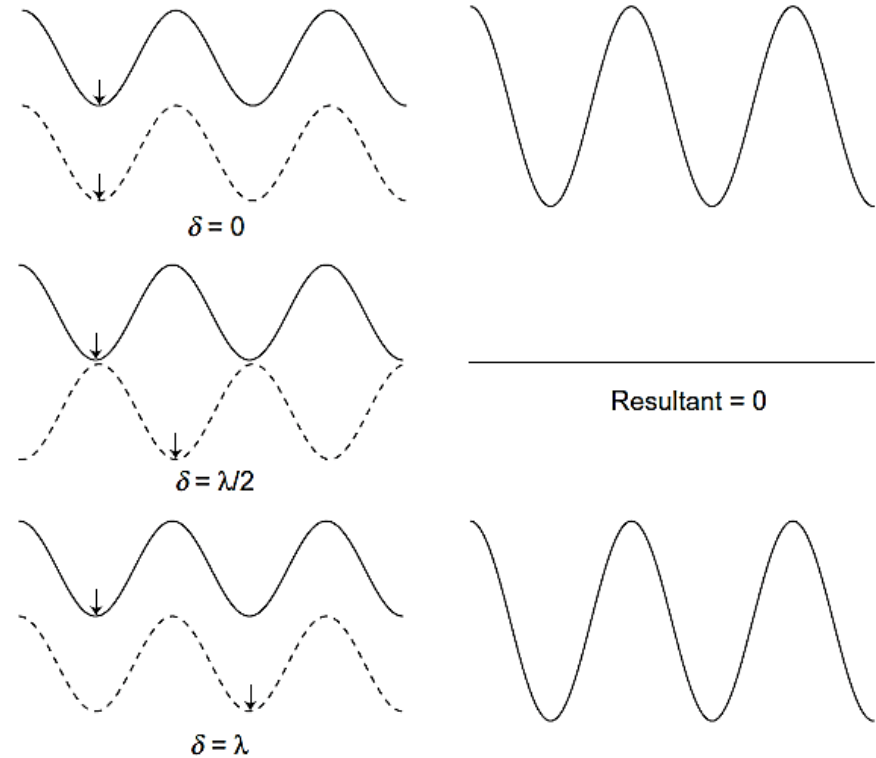 δ = 0
Resultant = 0
δ = λ/2
δ = λ